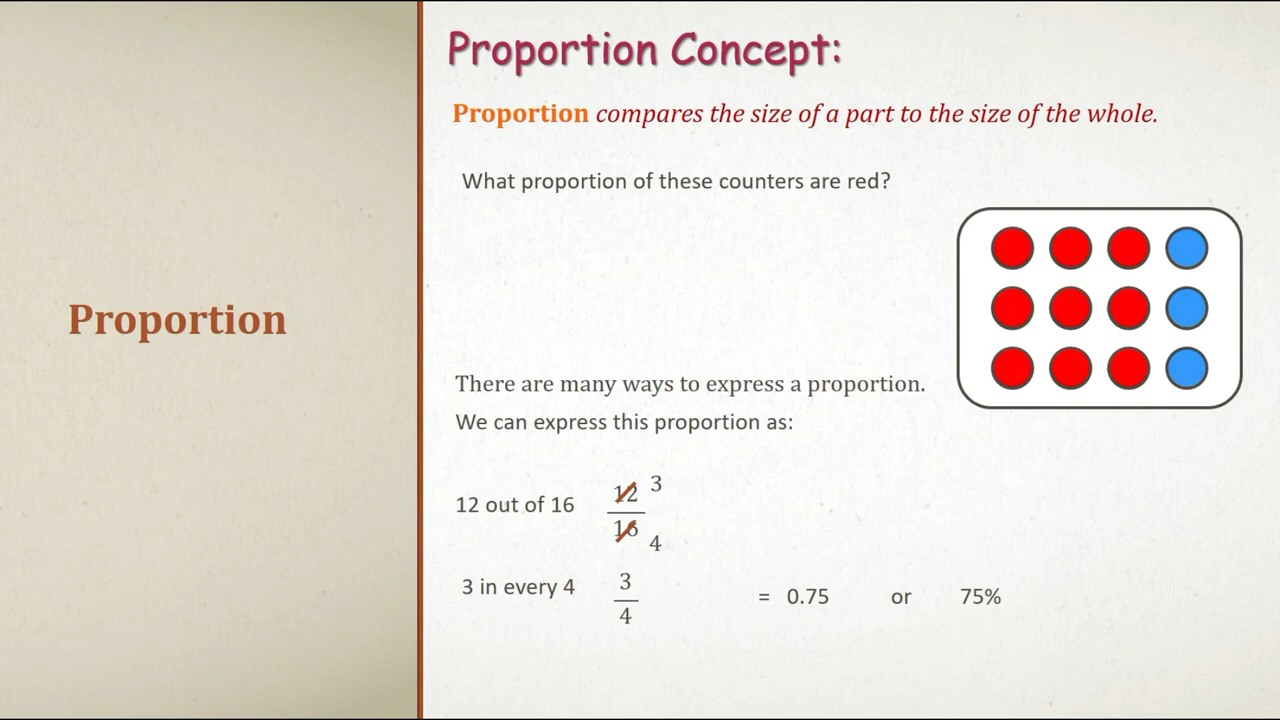 Proportion Concept:
Proportion compares the size of a part to the size of the whole.
What proportion of these counters are red?
Proportion
There are many ways to express a proportion.
We can express this proportion as:
12 out of 16 12/16 3/4
3 in every 4 3/4 = 0.75 or 75%